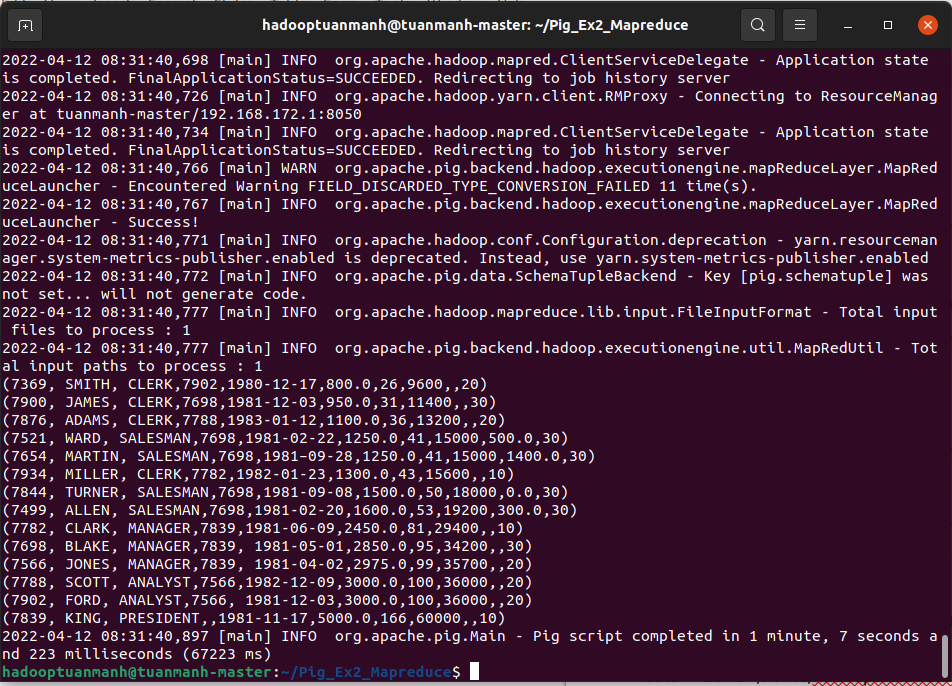 hadooptuanmanh@tuanmanh-master: ~/Pig_Ex2_Mapreduce
2022-04-12 08:31:40,698 [main] INFO  org.apache.hadoop.mapred.ClientServiceDelegate - Application state
is completed. FinalApplicationStatus=SUCCEEDED. Redirecting to job history server
2022-04-12 08:31:40,726 [main] INFO  org.apache.hadoop.yarn.client.RMProxy - Connecting to ResourceManag
er at tuanmanh-master/192.168.172.1:8050
2022-04-12 08:31:40,734 [main] INFO  org.apache.hadoop.mapred.ClientServiceDelegate - Application state
is completed. FinalApplicationStatus=SUCCEEDED. Redirecting to job history server
2022-04-12 08:31:40,766 [main] WARN  org.apache.pig.backend.hadoop.executionengine.mapReduceLayer.MapRed
uceLauncher - Encountered Warning FIELD_DISCARDED_TYPE_CONVERSION_FAILED 11 time(s).
2022-04-12 08:31:40,767 [main] INFO  org.apache.pig.backend.hadoop.executionengine.mapReduceLayer.MapRed
uceLauncher - Success!
2022-04-12 08:31:40,771 [main] INFO  org.apache.hadoop.conf.Configuration.deprecation - yarn.resourceman
ager.system-metrics-publisher.enabled is deprecated. Instead, use yarn.system-metrics-publisher.enabled
2022-04-12 08:31:40,772 [main] INFO  org.apache.pig.data.SchemaTupleBackend - Key [pig.schematuple] was
not set... will not generate code.
2022-04-12 08:31:40,777 [main] INFO  org.apache.hadoop.mapreduce.lib.input.FileInputFormat - Total input
 files to process : 1
2022-04-12 08:31:40,777 [main] INFO  org.apache.pig.backend.hadoop.executionengine.util.MapRedUtil - Tot
al input paths to process : 1
(7369, SMITH, CLERK,7902,1980-12-17,800.0,26,9600,,20)
(7900, JAMES, CLERK,7698,1981-12-03,950.0,31,11400,,30)
(7876, ADAMS, CLERK,7788,1983-01-12,1100.0,36,13200,,20)
(7521, WARD, SALESMAN,7698,1981-02-22,1250.0,41,15000,500.0,30)
(7654, MARTIN, SALESMAN,7698,1981–09-28,1250.0,41,15000,1400.0,30)
(7934, MILLER, CLERK,7782,1982-01-23,1300.0,43,15600,,10)
(7844, TURNER, SALESMAN,7698,1981-09-08,1500.0,50,18000,0.0,30)
(7499, ALLEN, SALESMAN,7698,1981-02-20,1600.0,53,19200,300.0,30)
(7782, CLARK, MANAGER,7839,1981-06-09,2450.0,81,29400,,10)
(7698, BLAKE, MANAGER,7839, 1981-05-01,2850.0,95,34200,,30)
(7566, JONES, MANAGER,7839, 1981-04-02,2975.0,99,35700,,20)
(7788, SCOTT, ANALYST,7566,1982-12-09,3000.0,100,36000,,20)
(7902, FORD, ANALYST,7566, 1981-12-03,3000.0,100,36000,,20)
(7839, KING, PRESIDENT,,1981-11-17,5000.0,166,60000,,10)
2022-04-12 08:31:40,897 [main] INFO  org.apache.pig.Main - Pig script completed in 1 minute, 7 seconds a
nd 223 milliseconds (67223 ms)
hadooptuanmanh@tuanmanh-master:~/Pig_Ex2_Mapreduce$